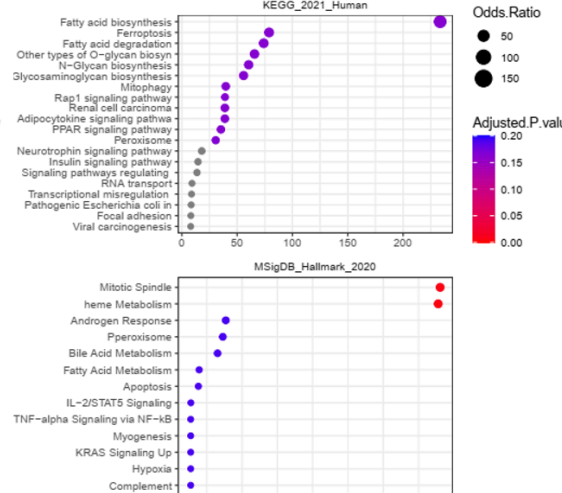 KEGG_2021_Human
Fatty acid biosynthesis
Ferroptosis
Fatty acid degradation
Other types of O-glycan biosyn
N-Glycan biosynthesis
Glycosaminoglycan biosynthesis
Mitophagy
Rap1 signaling pathway
Renal cell carcinoma
Adipocytokine signaling pathwa
PPAR signaling pathway
Peroxisome
Neurotrophin signaling pathway
Insulin signaling pathway
Signaling pathways regulating
RNA transport
Transcriptional misregulation
Pathogenic Escherichia coli in
Focal adhesion
Viral carcinogenesis
0 50 100 150 200
Odds.Ratio
50
100
150
Adjusted.P.valu
0.20
0.15
0.10
0.05
0.00
MSigDB_Hallmark_2020
Mitotic Spindle
heme Metabolism
Androgen Response
Pperoxisome
Bile Acid Metabolism
Fatty Acid Metabolism
Apoptosis
IL-2/STAT5 Signaling
TNF-alpha Signaling via NF-kB
Myogenesis
KRAS Signaling Up
Hypoxia
Complement